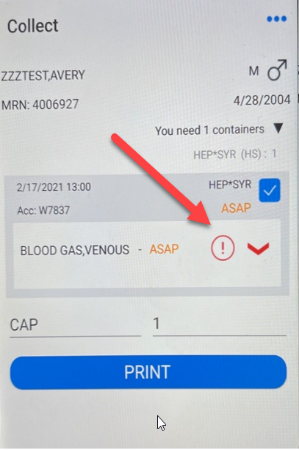 Collect
ZZZTEST,AVERY M
MRN: 4006927 4/28/2004
You need 1 containers
HEP*SYR (HS) : 1
2/17/2021 13:00 HEP*SYR
Acc: W7837 ASAP
BLOOD GAS,VENOUS - ASAP
CAP 1
PRINT